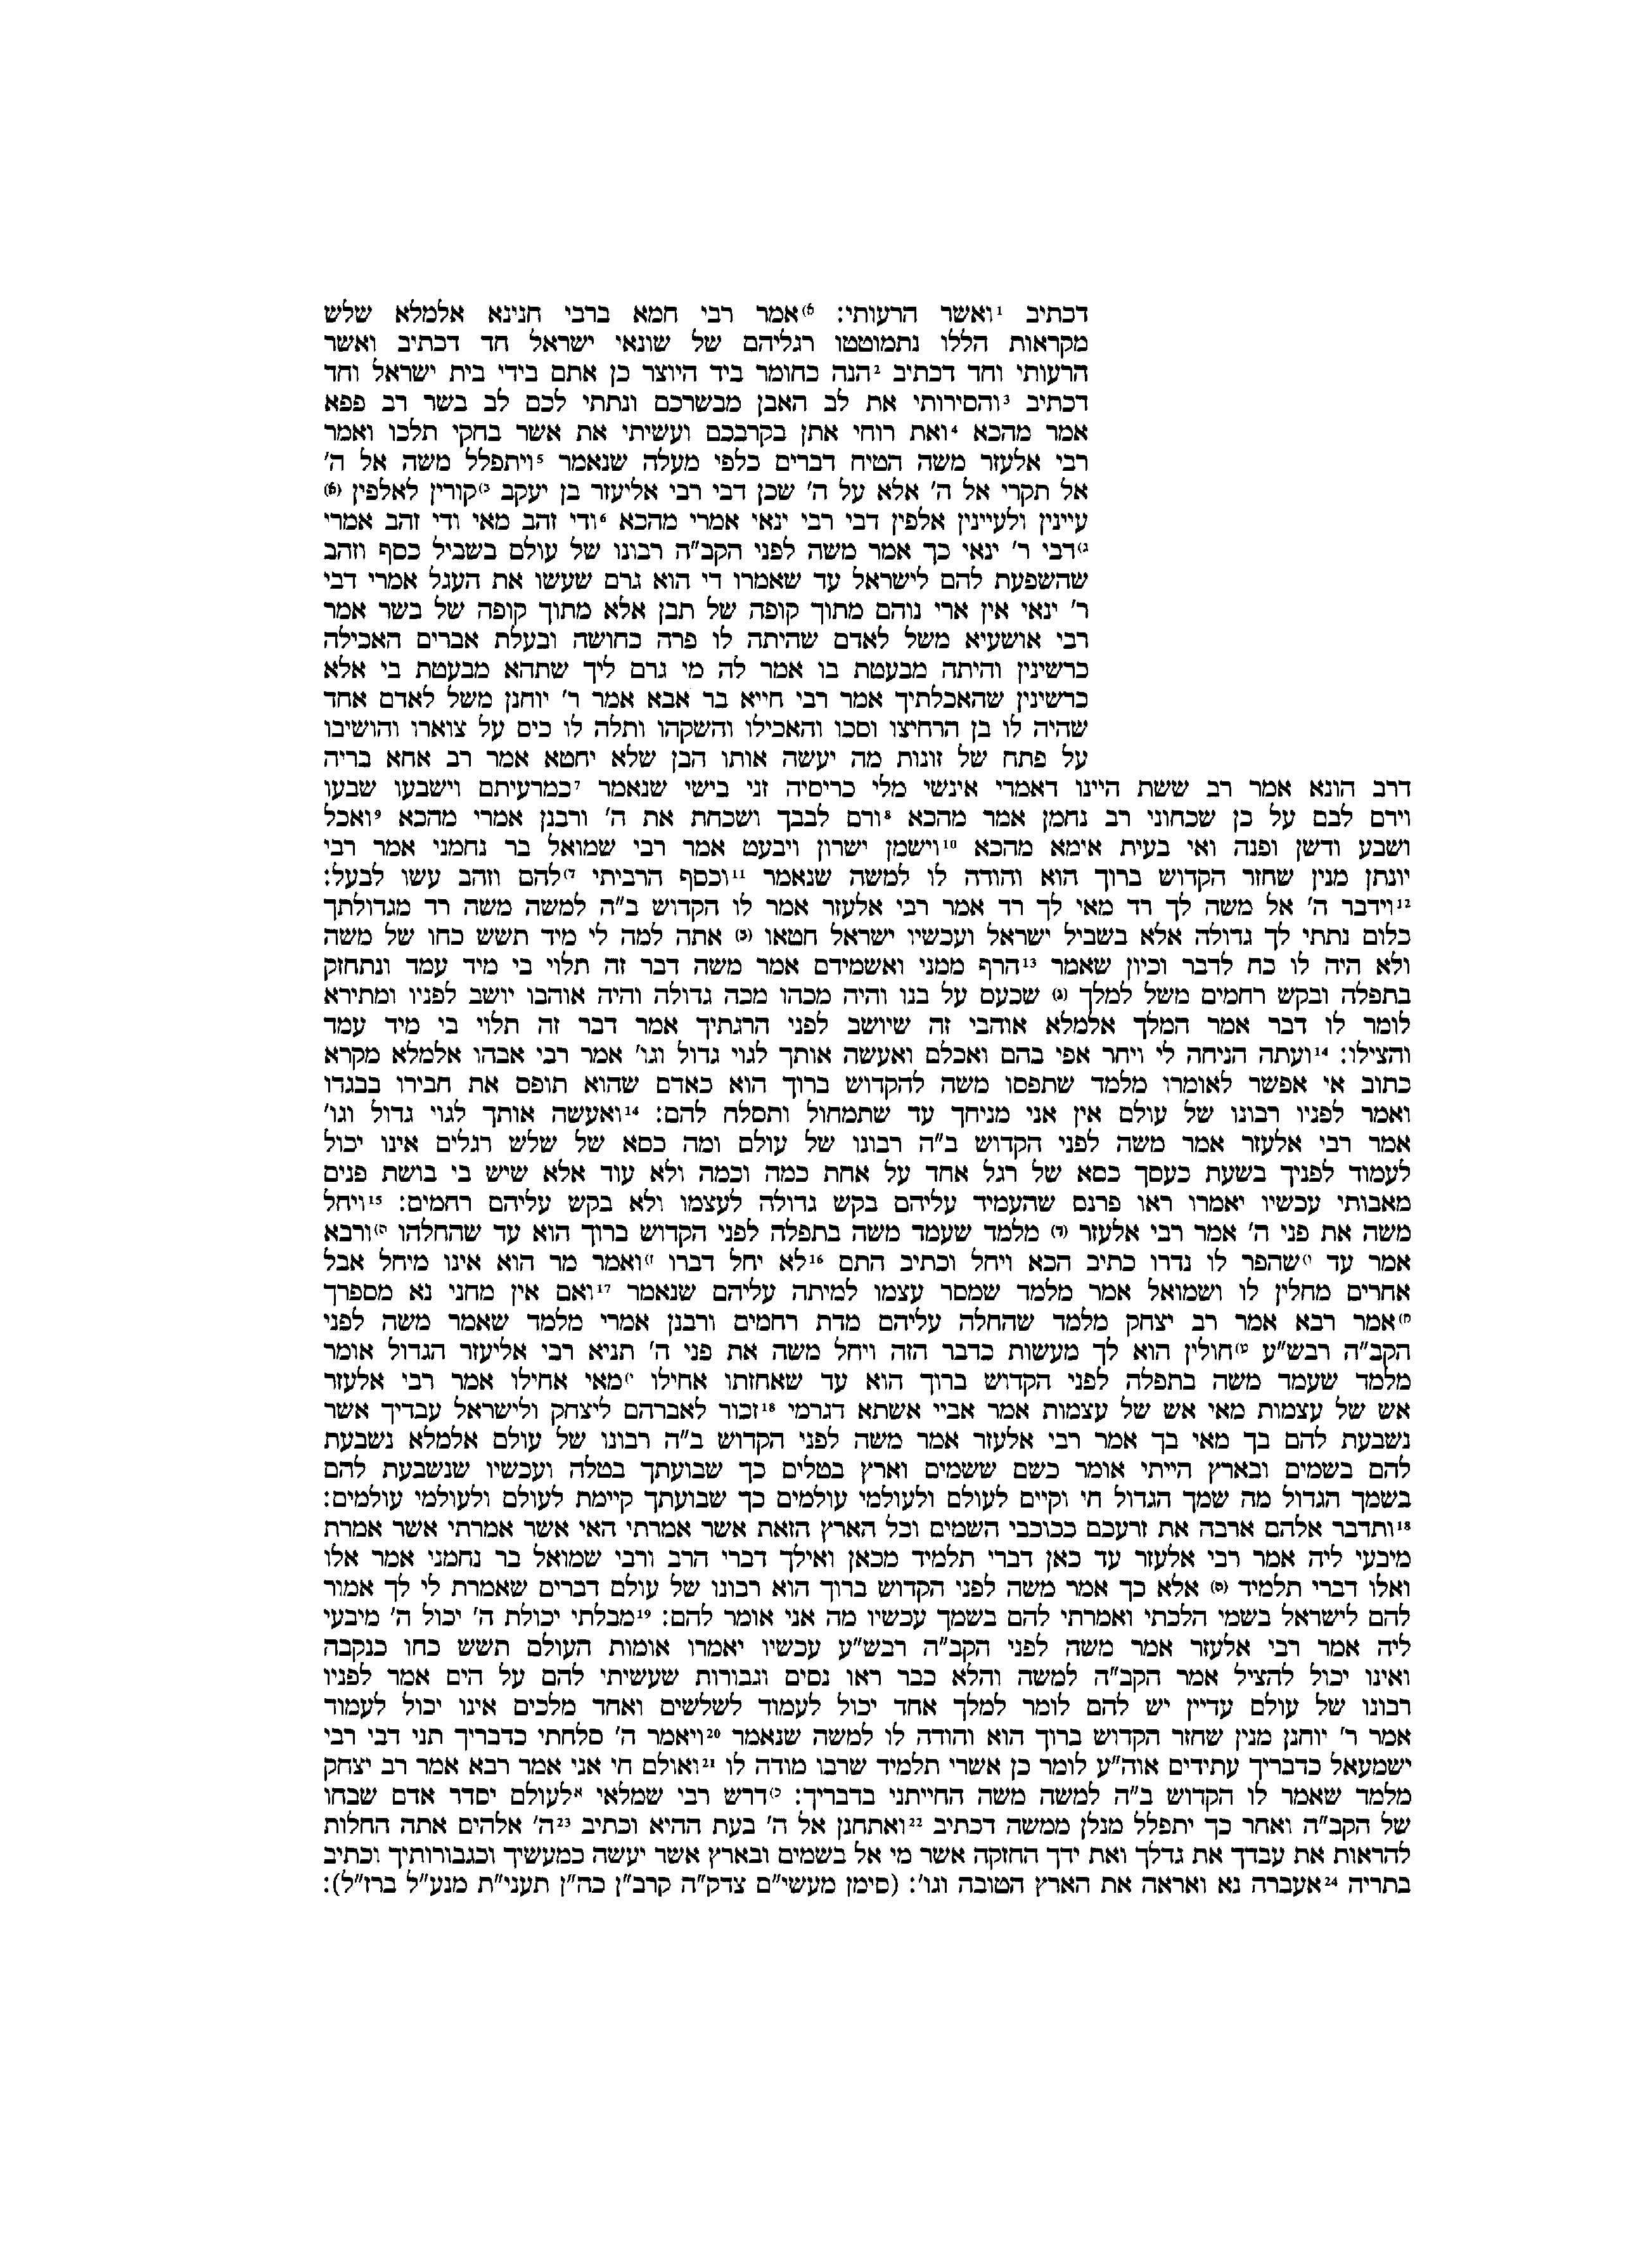 דכתיב ¹ואשר הרעותי: ⁶⁾אמר רבי חמא ברבי חנינא אלמלא שלש
מקראות הללו נתמוטטו רגליהם של שונאי ישראל חד דכתיב ואשר
הרעותי וחד דכתיב ²הנה כחומר ביד היוצר כן אתם בידי בית ישראל וחד
דכתיב ³והסירותי את לב האבן מבשרכם ונתתי לכם לב בשר רב פפא
אמר מהכא ⁴ואת רוחי אתן בקרבכם ועשיתי את אשר בחקי תלכו ואמר
רבי אלעזר משה הטיח דברים כלפי מעלה שנאמר ⁵ויתפלל משה אל ה'
אל תקרי אל ה' אלא על ה' שכן דבי רבי אליעזר בן יעקב ב)קורין לאלפין (א)
עיינין ולעיינין אלפין דבי רבי ינאי אמרי מהכא ⁶ודי זהב מאי ודי זהב אמרי
ג)דבי ר' ינאי כך אמר משה לפני הקב"ה רבונו של עולם בשביל כסף וזהב
שהשפעת להם לישראל עד שאמרו די הוא גרם שעשו את העגל אמרי דבי
ר' ינאי אין ארי נוהם מתוך קופה של תבן אלא מתוך קופה של בשר אמר
רבי אושעיא משל לאדם שהיתה לו פרה כחושה ובעלת אברים האכילה
כרשינין והיתה מבעטת בו אמר לה מי גרם ליך שתהא מבעטת בי אלא
כרשינין שהאכלתיך אמר רבי חייא בר אבא אמר ר' יוחנן משל לאדם אחד
שהיה לו בן הרחיצו וסכו והאכילו והשקהו ותלה לו כיס על צוארו והושיבו
על פתח של זונות מה יעשה אותו הבן שלא יחטא אמר רב אחא בריה
דרב הונא אמר רב ששת היינו דאמרי אינשי מלי כריסיה זני בישי שנאמר ⁷כמרעיתם וישבעו שבעו
וירם לבם על כן שכחוני רב נחמן אמר מהכא ⁸ורם לבבך ושכחת את ה' ורבנן אמרי מהכא ⁹ואכל
ושבע ודשן ופנה ואי בעית אימא מהכא ¹⁰וישמן ישרון ויבעט אמר רבי שמואל בר נחמני אמר רבי
יונתן מנין שחזר הקדוש ברוך הוא והודה לו למשה שנאמר ¹¹וכסף הרביתי ד)להם וזהב עשו לבעל:
¹²וידבר ה' אל משה לך רד מאי לך רד אמר רבי אלעזר אמר לו הקדוש ב"ה למשה משה רד מגדולתך
כלום נתתי לך גדולה אלא בשביל ישראל ועכשיו ישראל חטאו (ב) אתה למה לי מיד תשש כחו של משה
ולא היה לו כח לדבר וכיון שאמר ¹³הרף ממני ואשמידם אמר משה דבר זה תלוי בי מיד עמד ונתחזק
בתפלה ובקש רחמים משל למלך (ג) שכעס על בנו והיה מכהו מכה גדולה והיה אוהבו יושב לפניו ומתירא
לומר לו דבר אמר המלך אלמלא אוהבי זה שיושב לפני הרגתיך אמר דבר זה תלוי בי מיד עמד
והצילו: ¹⁴ועתה הניחה לי ויחר אפי בהם ואכלם ואעשה אותך לגוי גדול וגו' אמר רבי אבהו אלמלא מקרא
כתוב אי אפשר לאומרו מלמד שתפסו משה להקדוש ברוך הוא כאדם שהוא תופס את חבירו בבגדו
ואמר לפניו רבונו של עולם אין אני מניחך עד שתמחול ותסלח להם: ¹⁴ואעשה אותך לגוי גדול וגו'
אמר רבי אלעזר אמר משה לפני הקדוש ב"ה רבונו של עולם ומה כסא של שלש רגלים אינו יכול
לעמוד לפניך בשעת כעסך כסא של רגל אחד על אחת כמה וכמה ולא עוד אלא שיש בי בושת פנים
מאבותי עכשיו יאמרו ראו פרנס שהעמיד עליהם בקש גדולה לעצמו ולא בקש עליהם רחמים: ¹⁵ויחל
משה את פני ה' אמר רבי אלעזר (ד) מלמד שעמד משה בתפלה לפני הקדוש ברוך הוא עד שהחלהו ה)ורבא
אמר עד ו)שהפר לו נדרו כתיב הכא ויחל וכתיב התם ¹⁶לא יחל דברו ז)ואמר מר הוא אינו מיחל אבל
אחרים מחלין לו ושמואל אמר מלמד שמסר עצמו למיתה עליהם שנאמר ¹⁷ואם אין מחני נא מספרך
ח)אמר רבא אמר רב יצחק מלמד שהחלה עליהם מדת רחמים ורבנן אמרי מלמד שאמר משה לפני
הקב"ה רבש"ע ט)חולין הוא לך מעשות כדבר הזה ויחל משה את פני ה' תניא רבי אליעזר הגדול אומר
מלמד שעמד משה בתפלה לפני הקדוש ברוך הוא עד שאחזתו אחילו י)מאי אחילו אמר רבי אלעזר
אש של עצמות מאי אש של עצמות אמר אביי אשתא דגרמי ¹⁸זכור לאברהם ליצחק ולישראל עבדיך אשר
נשבעת להם בך מאי בך אמר רבי אלעזר אמר משה לפני הקדוש ב"ה רבונו של עולם אלמלא נשבעת
להם בשמים ובארץ הייתי אומר כשם ששמים וארץ בטלים כך שבועתך בטלה ועכשיו שנשבעת להם
בשמך הגדול מה שמך הגדול חי וקיים לעולם ולעולמי עולמים כך שבועתך קיימת לעולם ולעולמי עולמים:
¹⁸ותדבר אלהם ארבה את זרעכם ככוכבי השמים וכל הארץ הזאת אשר אמרתי האי אשר אמרתי אשר אמרת
מיבעי ליה אמר רבי אלעזר עד כאן דברי תלמיד מכאן ואילך דברי הרב ורבי שמואל בר נחמני אמר אלו
ואלו דברי תלמיד (ה) אלא כך אמר משה לפני הקדוש ברוך הוא רבונו של עולם דברים שאמרת לי לך אמור
להם לישראל בשמי הלכתי ואמרתי להם בשמך עכשיו מה אני אומר להם: ¹⁹מבלתי יכולת ה' יכול ה' מיבעי
ליה אמר רבי אלעזר אמר משה לפני הקב"ה רבש"ע עכשיו יאמרו אומות העולם תשש כחו כנקבה
ואינו יכול להציל אמר הקב"ה למשה והלא כבר ראו נסים וגבורות שעשיתי להם על הים אמר לפניו
רבונו של עולם עדיין יש להם לומר למלך אחד יכול לעמוד לשלשים ואחד מלכים אינו יכול לעמוד
אמר ר' יוחנן מנין שחזר הקדוש ברוך הוא והודה לו למשה שנאמר ²⁰ויאמר ה' סלחתי כדבריך תני דבי רבי
ישמעאל כדבריך עתידים אוה"ע לומר כן אשרי תלמיד שרבו מודה לו ²¹ואולם חי אני אמר רבא אמר רב יצחק
מלמד שאמר לו הקדוש ב"ה למשה משה החייתני בדבריך: כ)דרש רבי שמלאי אלעולם יסדר אדם שבחו
של הקב"ה ואחר כך יתפלל מנלן ממשה דכתיב ²²ואתחנן אל ה' בעת ההיא וכתיב ²³ה' אלהים אתה החלות
להראות את עבדך את גדלך ואת ידך החזקה אשר מי אל בשמים ובארץ אשר יעשה כמעשיך וכגבורותיך וכתיב
בתריה ²⁴אעברה נא ואראה את הארץ הטובה וגו': (סימן מעשי"ם צדק"ה קרב"ן כה"ן תעני"ת מנע"ל ברז"ל):